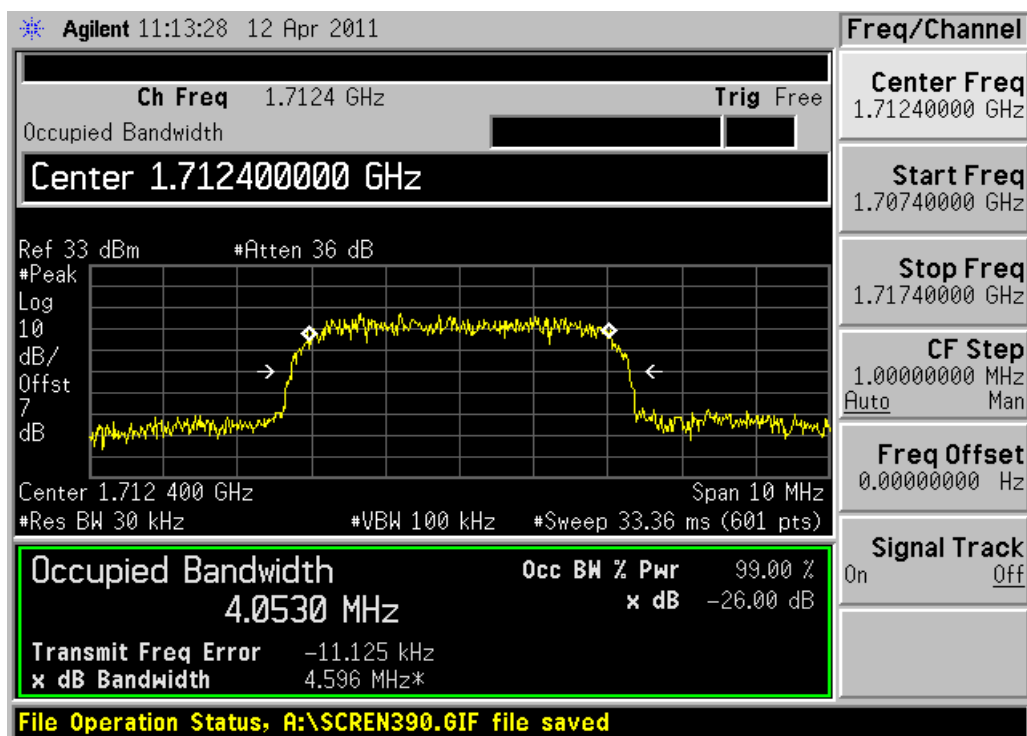 Agilent 11:13:28 12 Apr 2011
Freq/Channel
Ch Freq 1.7124 GHz Trig Free
Occupied Bandwidth
Center 1.712400000 GHz
Ref 33 dBm #Atten 36 dB
#Peak
Log
10
dB/
Offst
7
dB
Center 1.712 400 GHz Span 10 MHz
#Res BW 30 kHz #VBW 100 kHz #Sweep 33.36 ms (601 pts)
Occupied Bandwidth Occ BW % Pwr 99.00 %
4.0530 MHz x dB -26.00 dB
Transmit Freq Error -11.125 kHz
x dB Bandwidth 4.596 MHz*
Center Freq
1.71240000 GHz
Start Freq
1.70740000 GHz
Stop Freq
1.71740000 GHz
CF Step
1.00000000 MHz
Auto Man
Freq Offset
0.00000000 Hz
Signal Track
On Off
File Operation Status, A:\SCREN390.GIF file saved